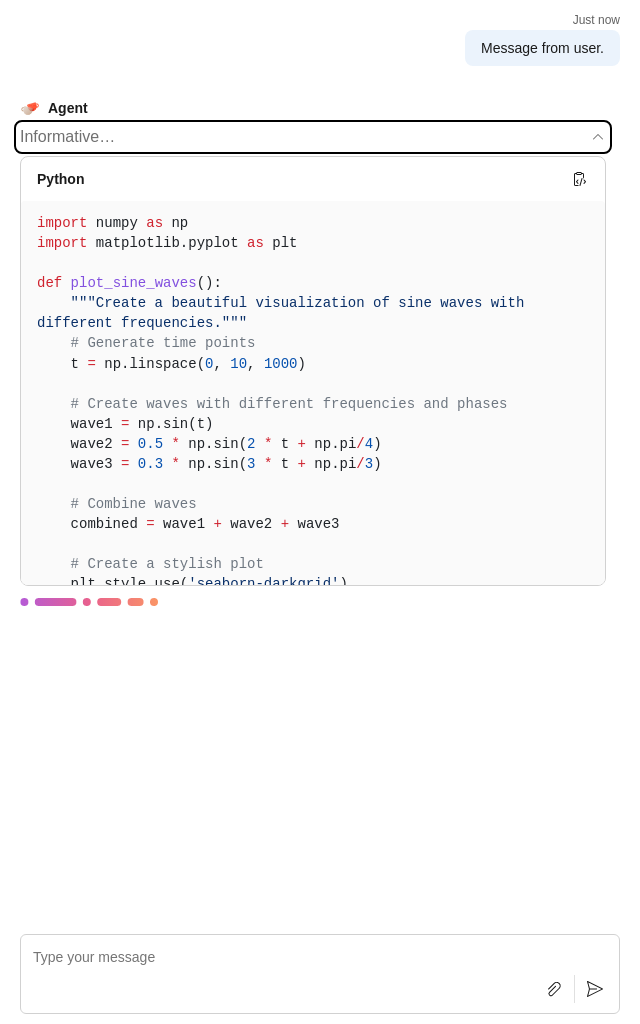 Just now
Message from user.
Agent
Informative…
Python
import numpy as np
import matplotlib.pyplot as plt
def plot_sine_waves():
"""Create a beautiful visualization of sine waves with
different frequencies."""
# Generate time points
t = np.linspace(0, 10, 1000)
# Create waves with different frequencies and phases
wave1 = np.sin(t)
wave2 = 0.5 * np.sin(2 * t + np.pi/4)
wave3 = 0.3 * np.sin(3 * t + np.pi/3)
# Combine waves
combined = wave1 + wave2 + wave3
# Create a stylish plot
plt.style.use('seaborn-darkgrid')
Type your message